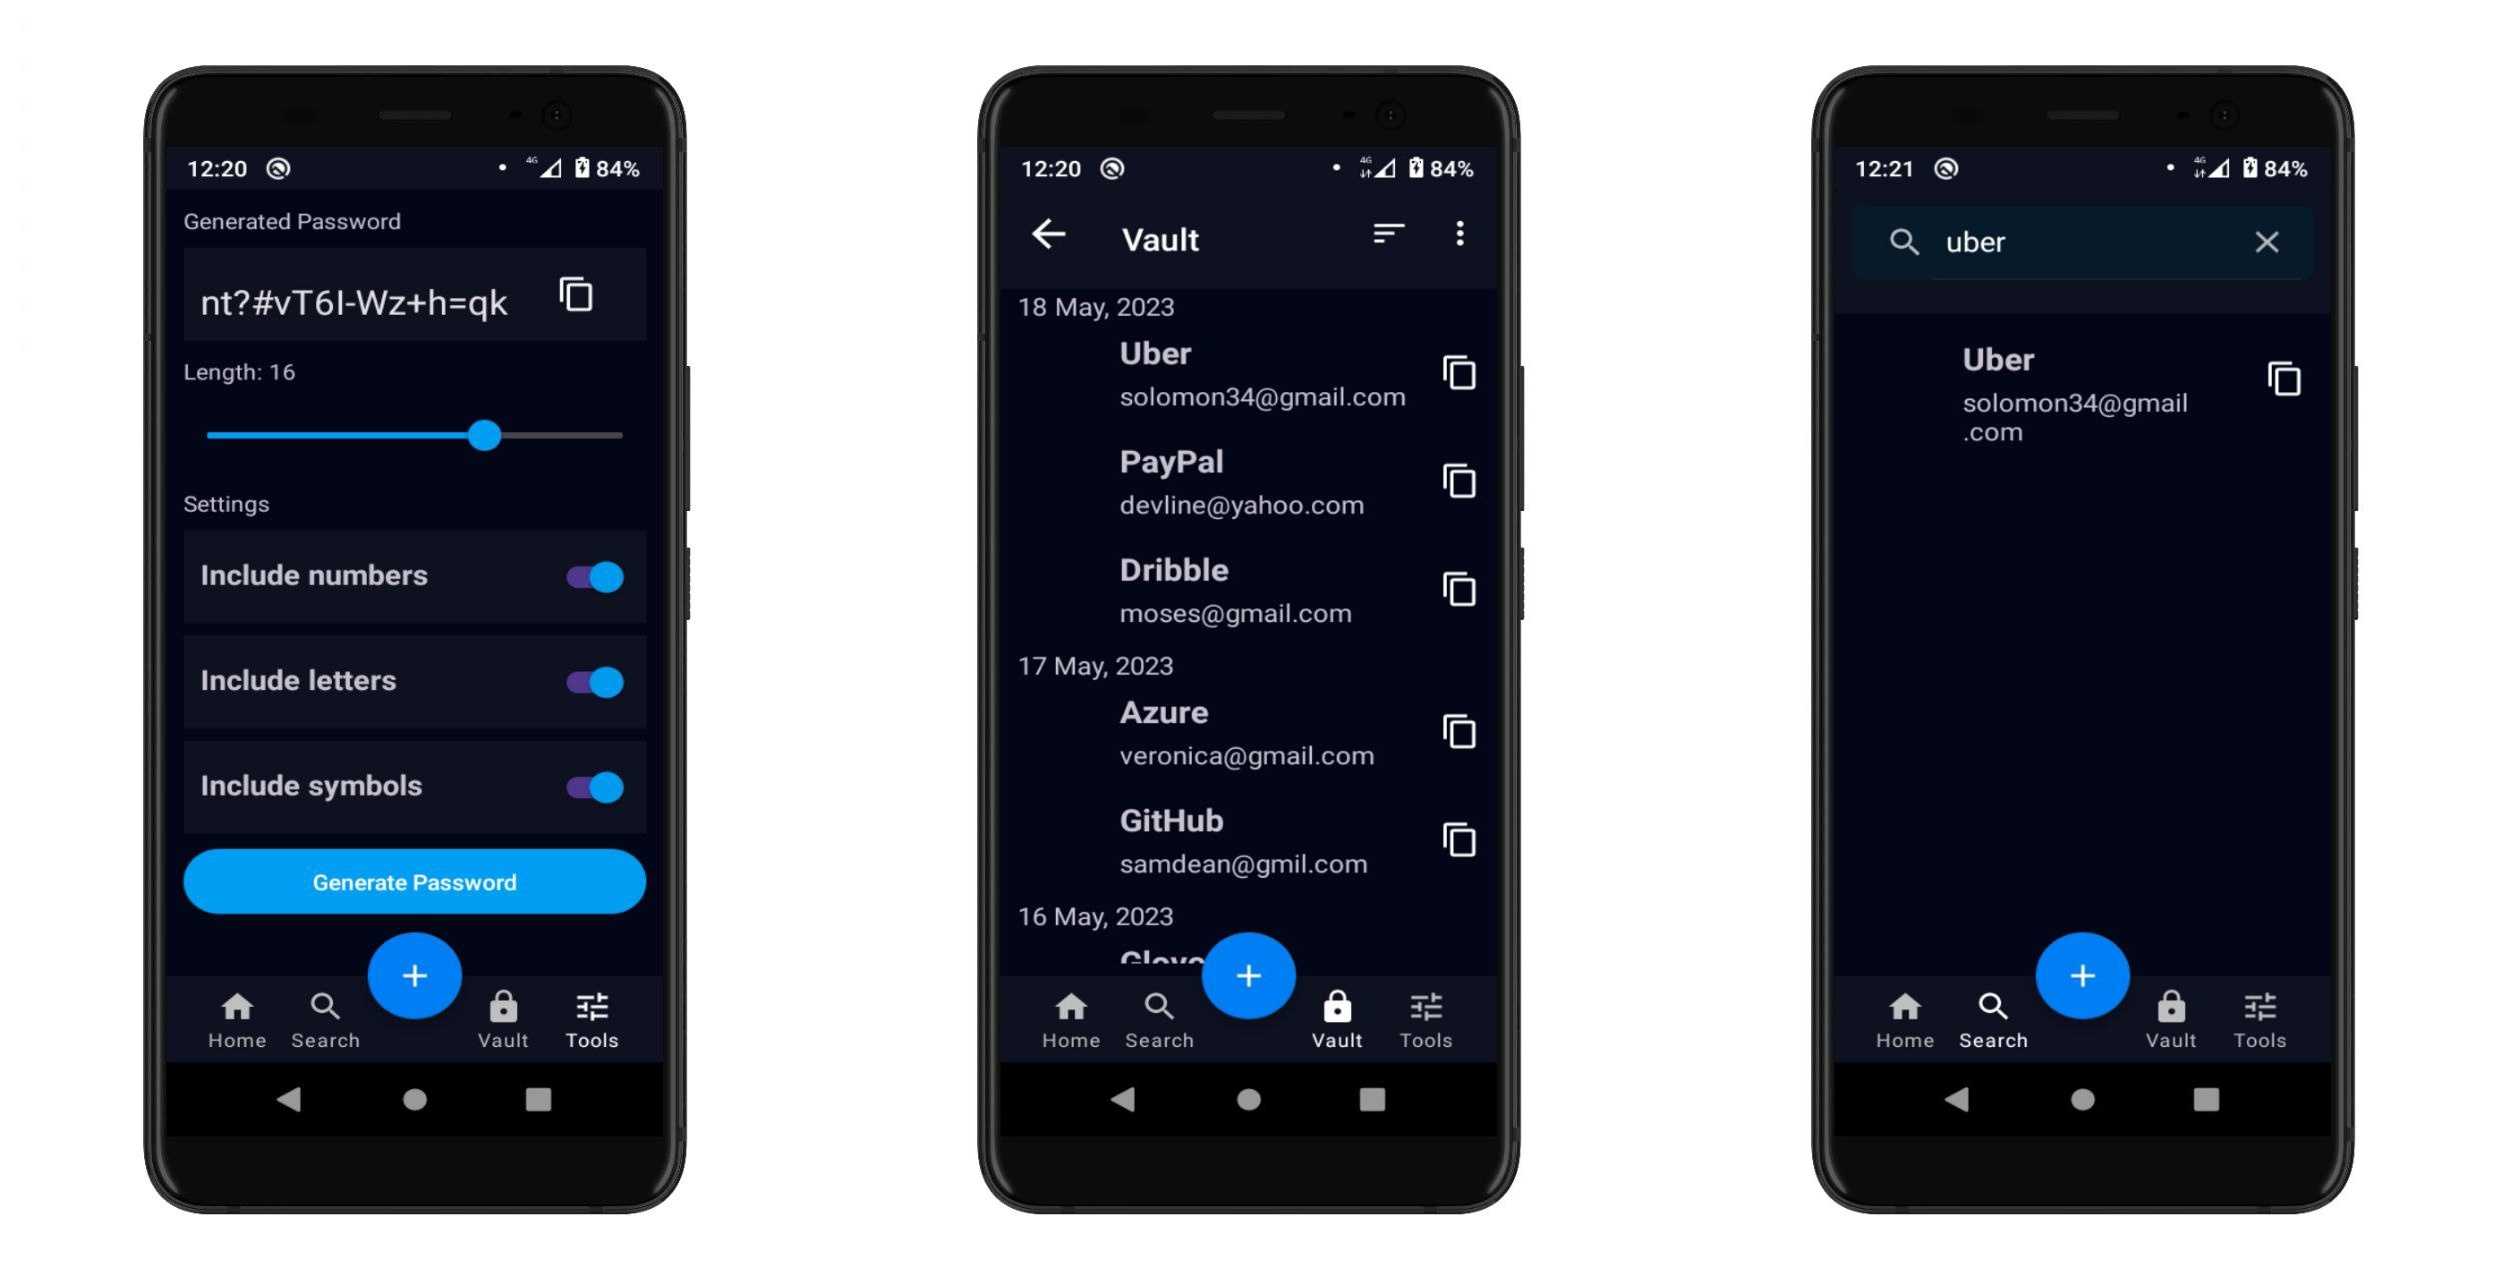 12:20 4G 84%
Generated Password
nt?#vT6I-Wz+h=qk
Length: 16
Settings
Include numbers
Include letters
Include symbols
Generate Password
+
Home Search Vault Tools
12:20 4G 84%
Vault
18 May, 2023
Uber
solomon34@gmail.com
PayPal
devline@yahoo.com
Dribble
moses@gmail.com
17 May, 2023
Azure
veronica@gmail.com
GitHub
samdean@gmil.com
16 May, 2023
+
Home Search Vault Tools
12:21 4G 84%
uber
Uber
solomon34@gmail
.com
+
Home Search Vault Tools